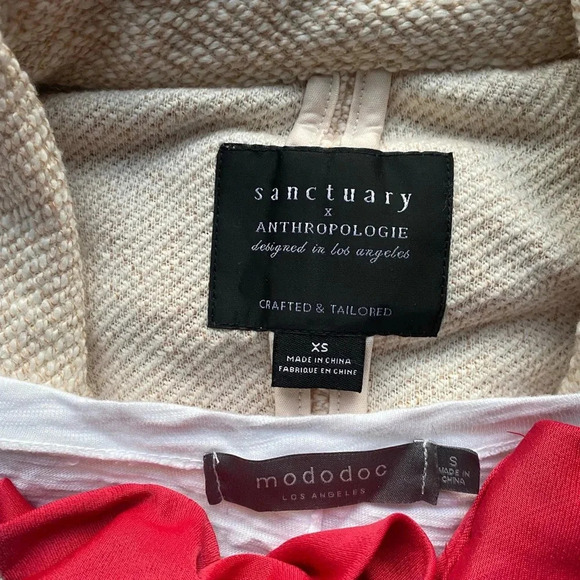 sanctuary
x
ANTHROPOLOGIE
designed in los angeles
CRAFTED & TAILORED
XS
MADE IN CHINA
FABRIQUE EN CHINE
mododoc
LOS ANGELES
S
MADE IN
CHINA